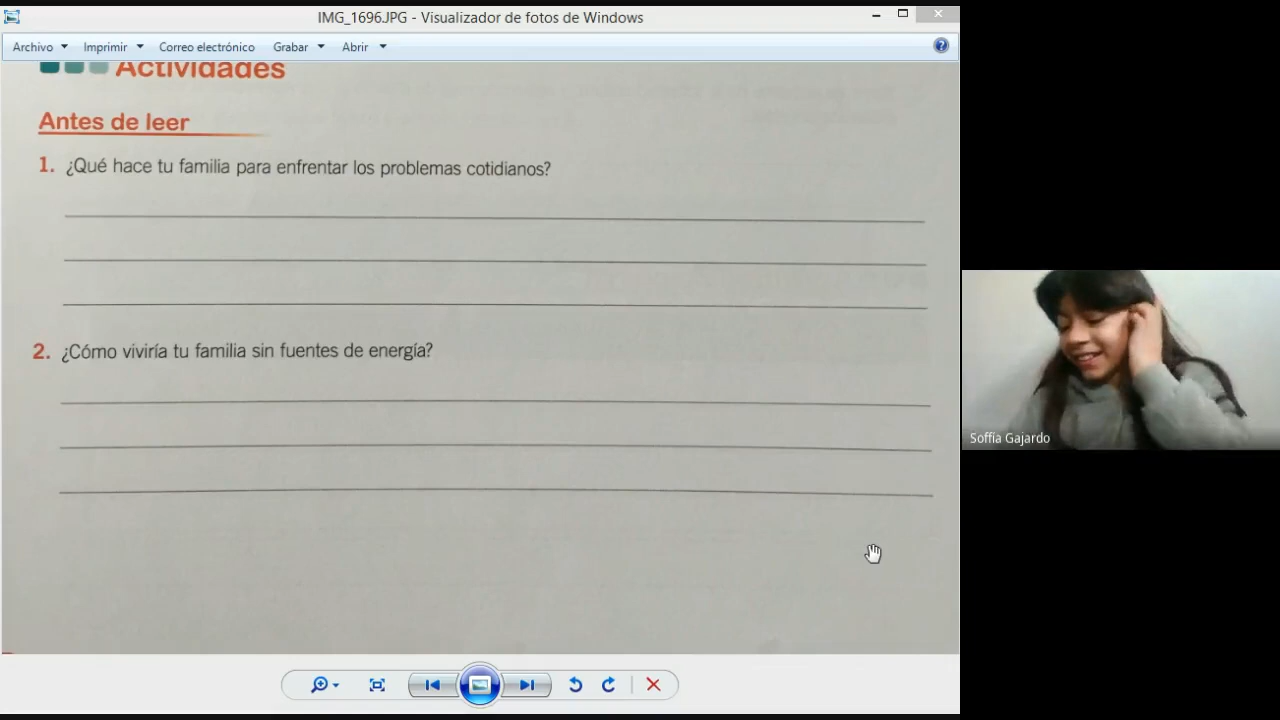 IMG_1696.JPG - Visualizador de fotos de Windows
Archivo Imprimir Correo electrónico Grabar Abrir
Actividades
Antes de leer
1. ¿Qué hace tu familia para enfrentar los problemas cotidianos?
2. ¿Cómo viviría tu familia sin fuentes de energía?
Soffía Gajardo